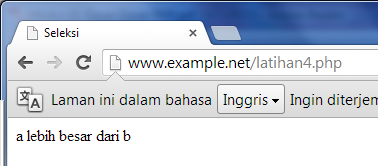 Seleksi
www.example.net/latihan4.php
Laman ini dalam bahasa Inggris Ingin diterjem
a lebih besar dari b